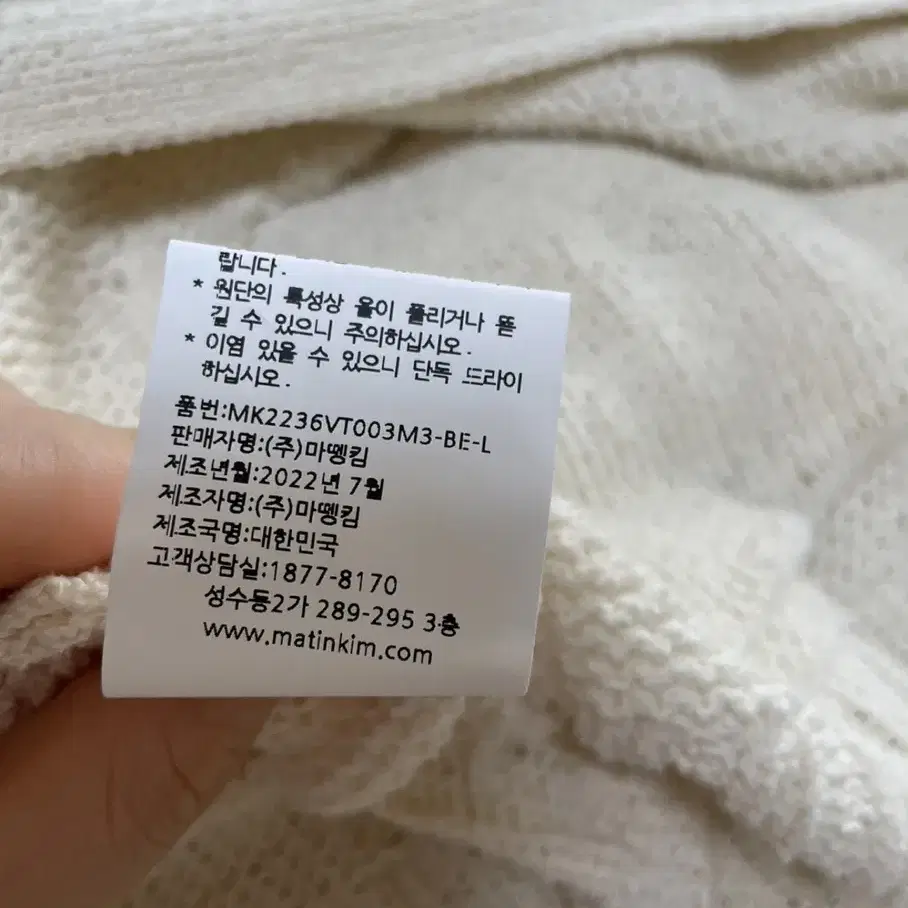 랍니다.
* 원단의 특성상 올이 풀리거나 뜯
길 수 있으니 주의하십시오.
* 이염 있을 수 있으니 단독 드라이
하십시오.
품번:MK2236VT003M3-BE-L
판매자명:(주)마뗑킴
제조년월:2022년 7월
제조자명:(주)마뗑킴
제조국명:대한민국
고객상담실:1877-8170
성수동2가 289-295 3층
www.matinkim.com